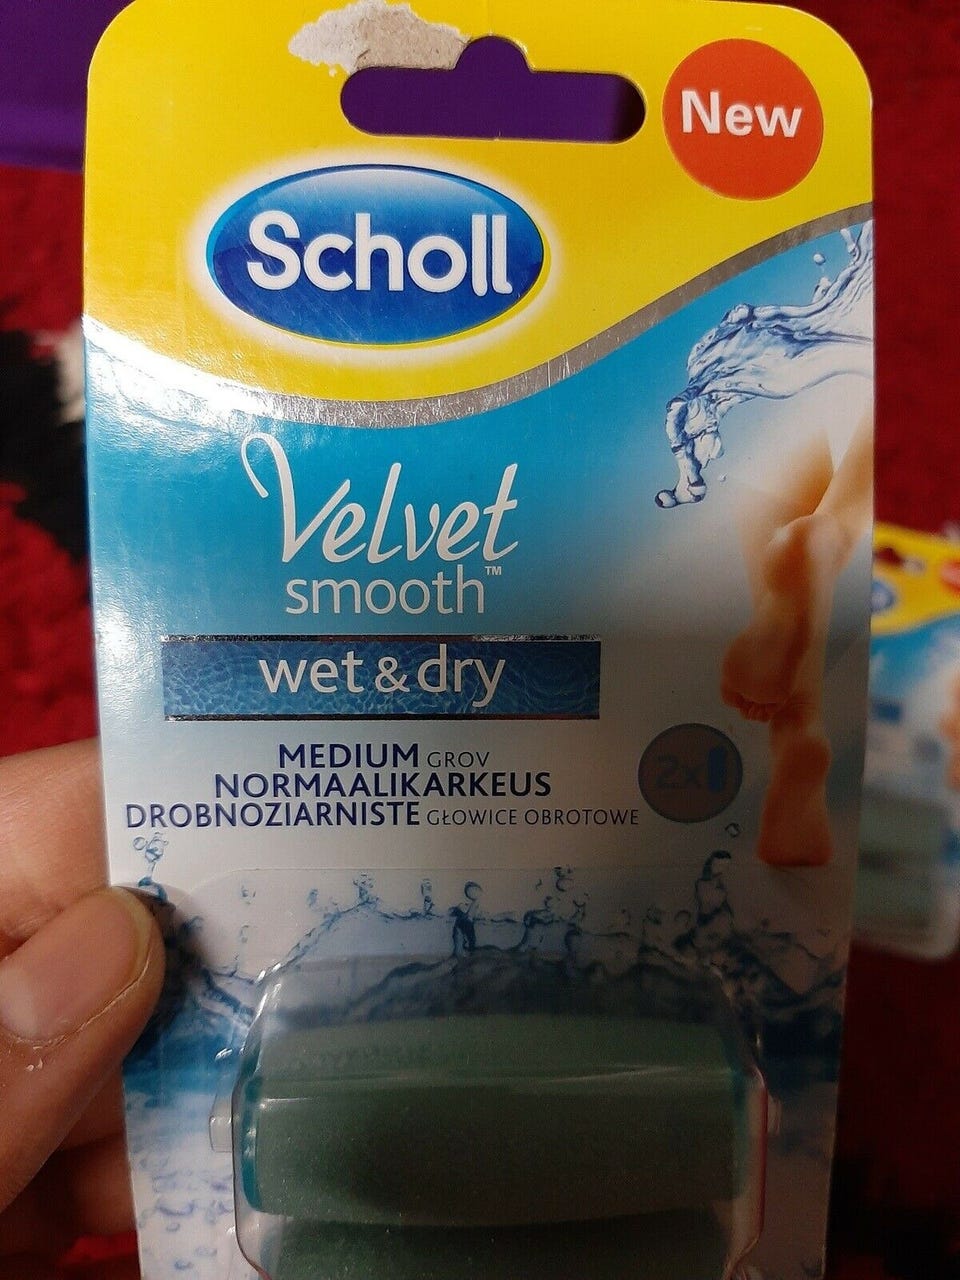 New
Scholl
Velvet
smooth™
wet & dry
MEDIUM GROV
NORMAALIKARKEUS
DROBNOZIARNISTE GŁOWICE OBROTOWE
2x